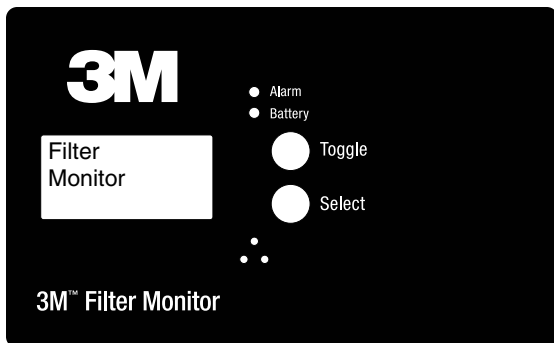 3M
Alarm
Battery
Filter
Monitor
Toggle
Select
3M™ Filter Monitor